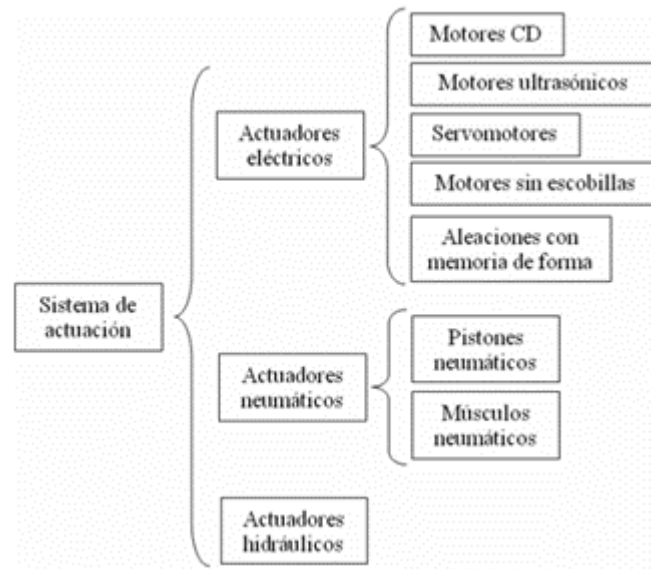 Sistema de
actuación
Actuadores
eléctricos
Motores CD
Motores ultrasónicos
Servomotores
Motores sin escobillas
Aleaciones con
memoria de forma
Actuadores
neumáticos
Pistones
neumáticos
Músculos
neumáticos
Actuadores
hidráulicos